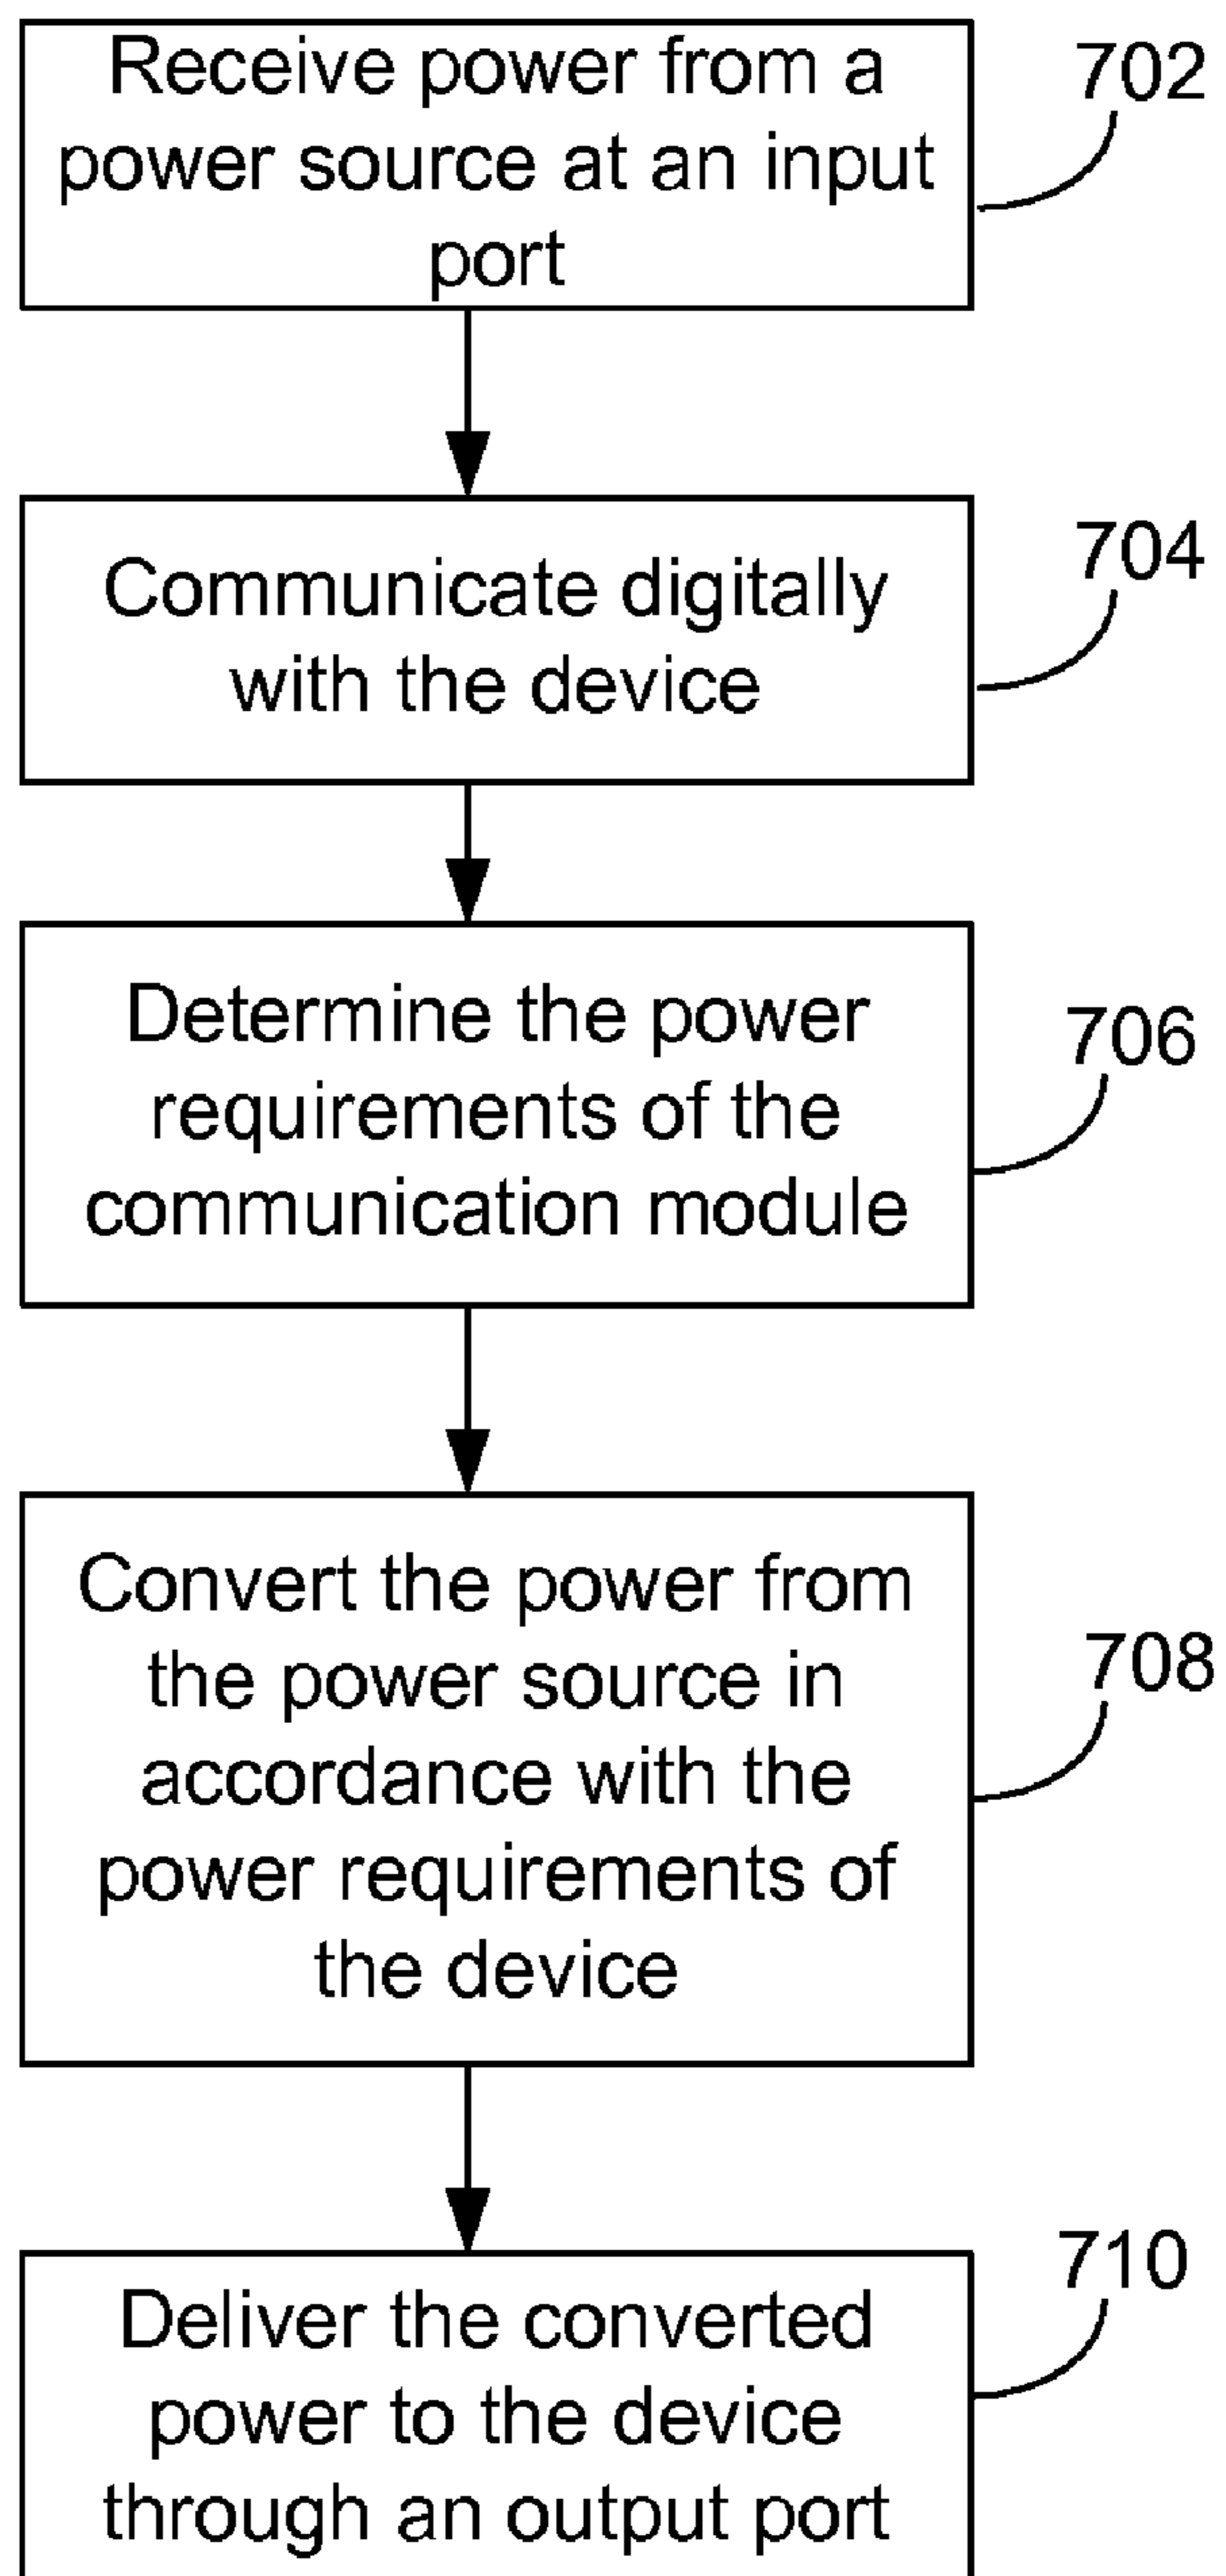 Receive power from a
power source at an input
port
702
Communicate digitally
with the device
704
Determine the power
requirements of the
communication module
706
Convert the power from
the power source in
accordance with the
power requirements of
the device
708
Deliver the converted
power to the device
through an output port
710